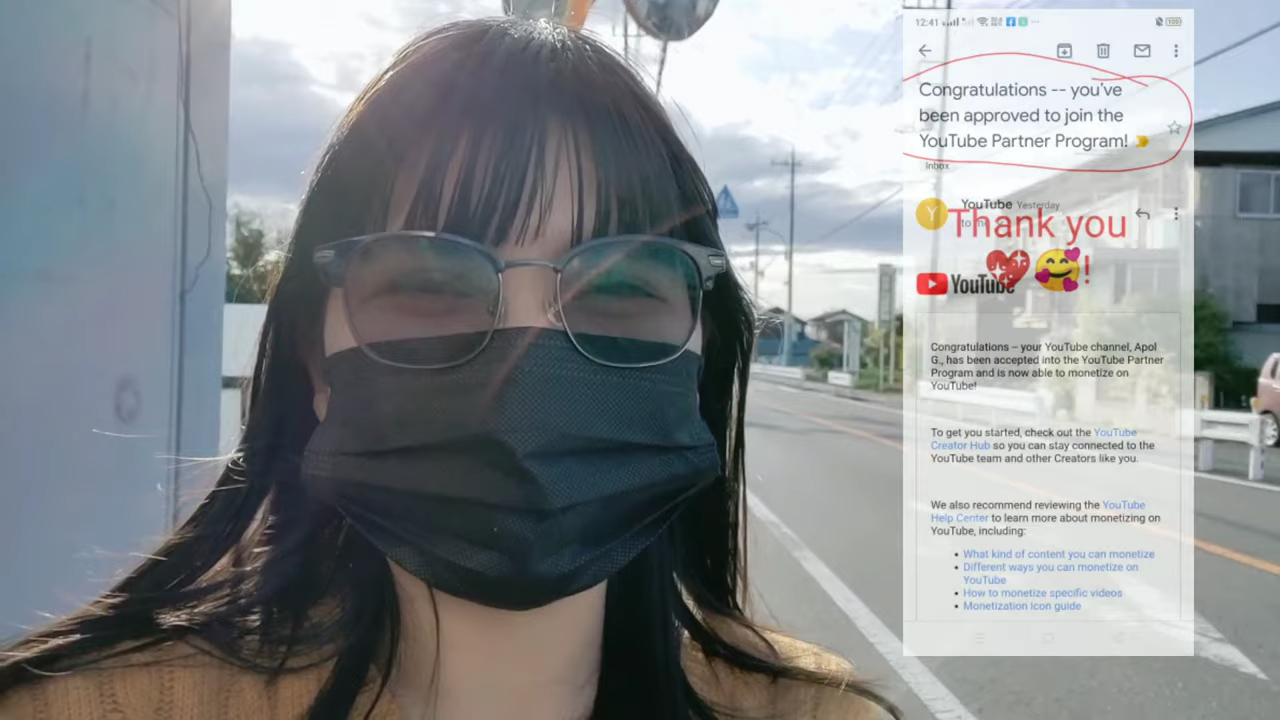 12:41
Congratulations -- you've
been approved to join the
YouTube Partner Program!
Inbox
YouTube Yesterday
Y
to me
Thank you
!
YouTube
Congratulations – your YouTube channel, Apol
G., has been accepted into the YouTube Partner
Program and is now able to monetize on
YouTube!
To get you started, check out the YouTube
Creator Hub so you can stay connected to the
YouTube team and other Creators like you.
We also recommend reviewing the YouTube
Help Center to learn more about monetizing on
YouTube, including:
• What kind of content you can monetize
• Different ways you can monetize on
YouTube
• How to monetize specific videos
• Monetization icon guide